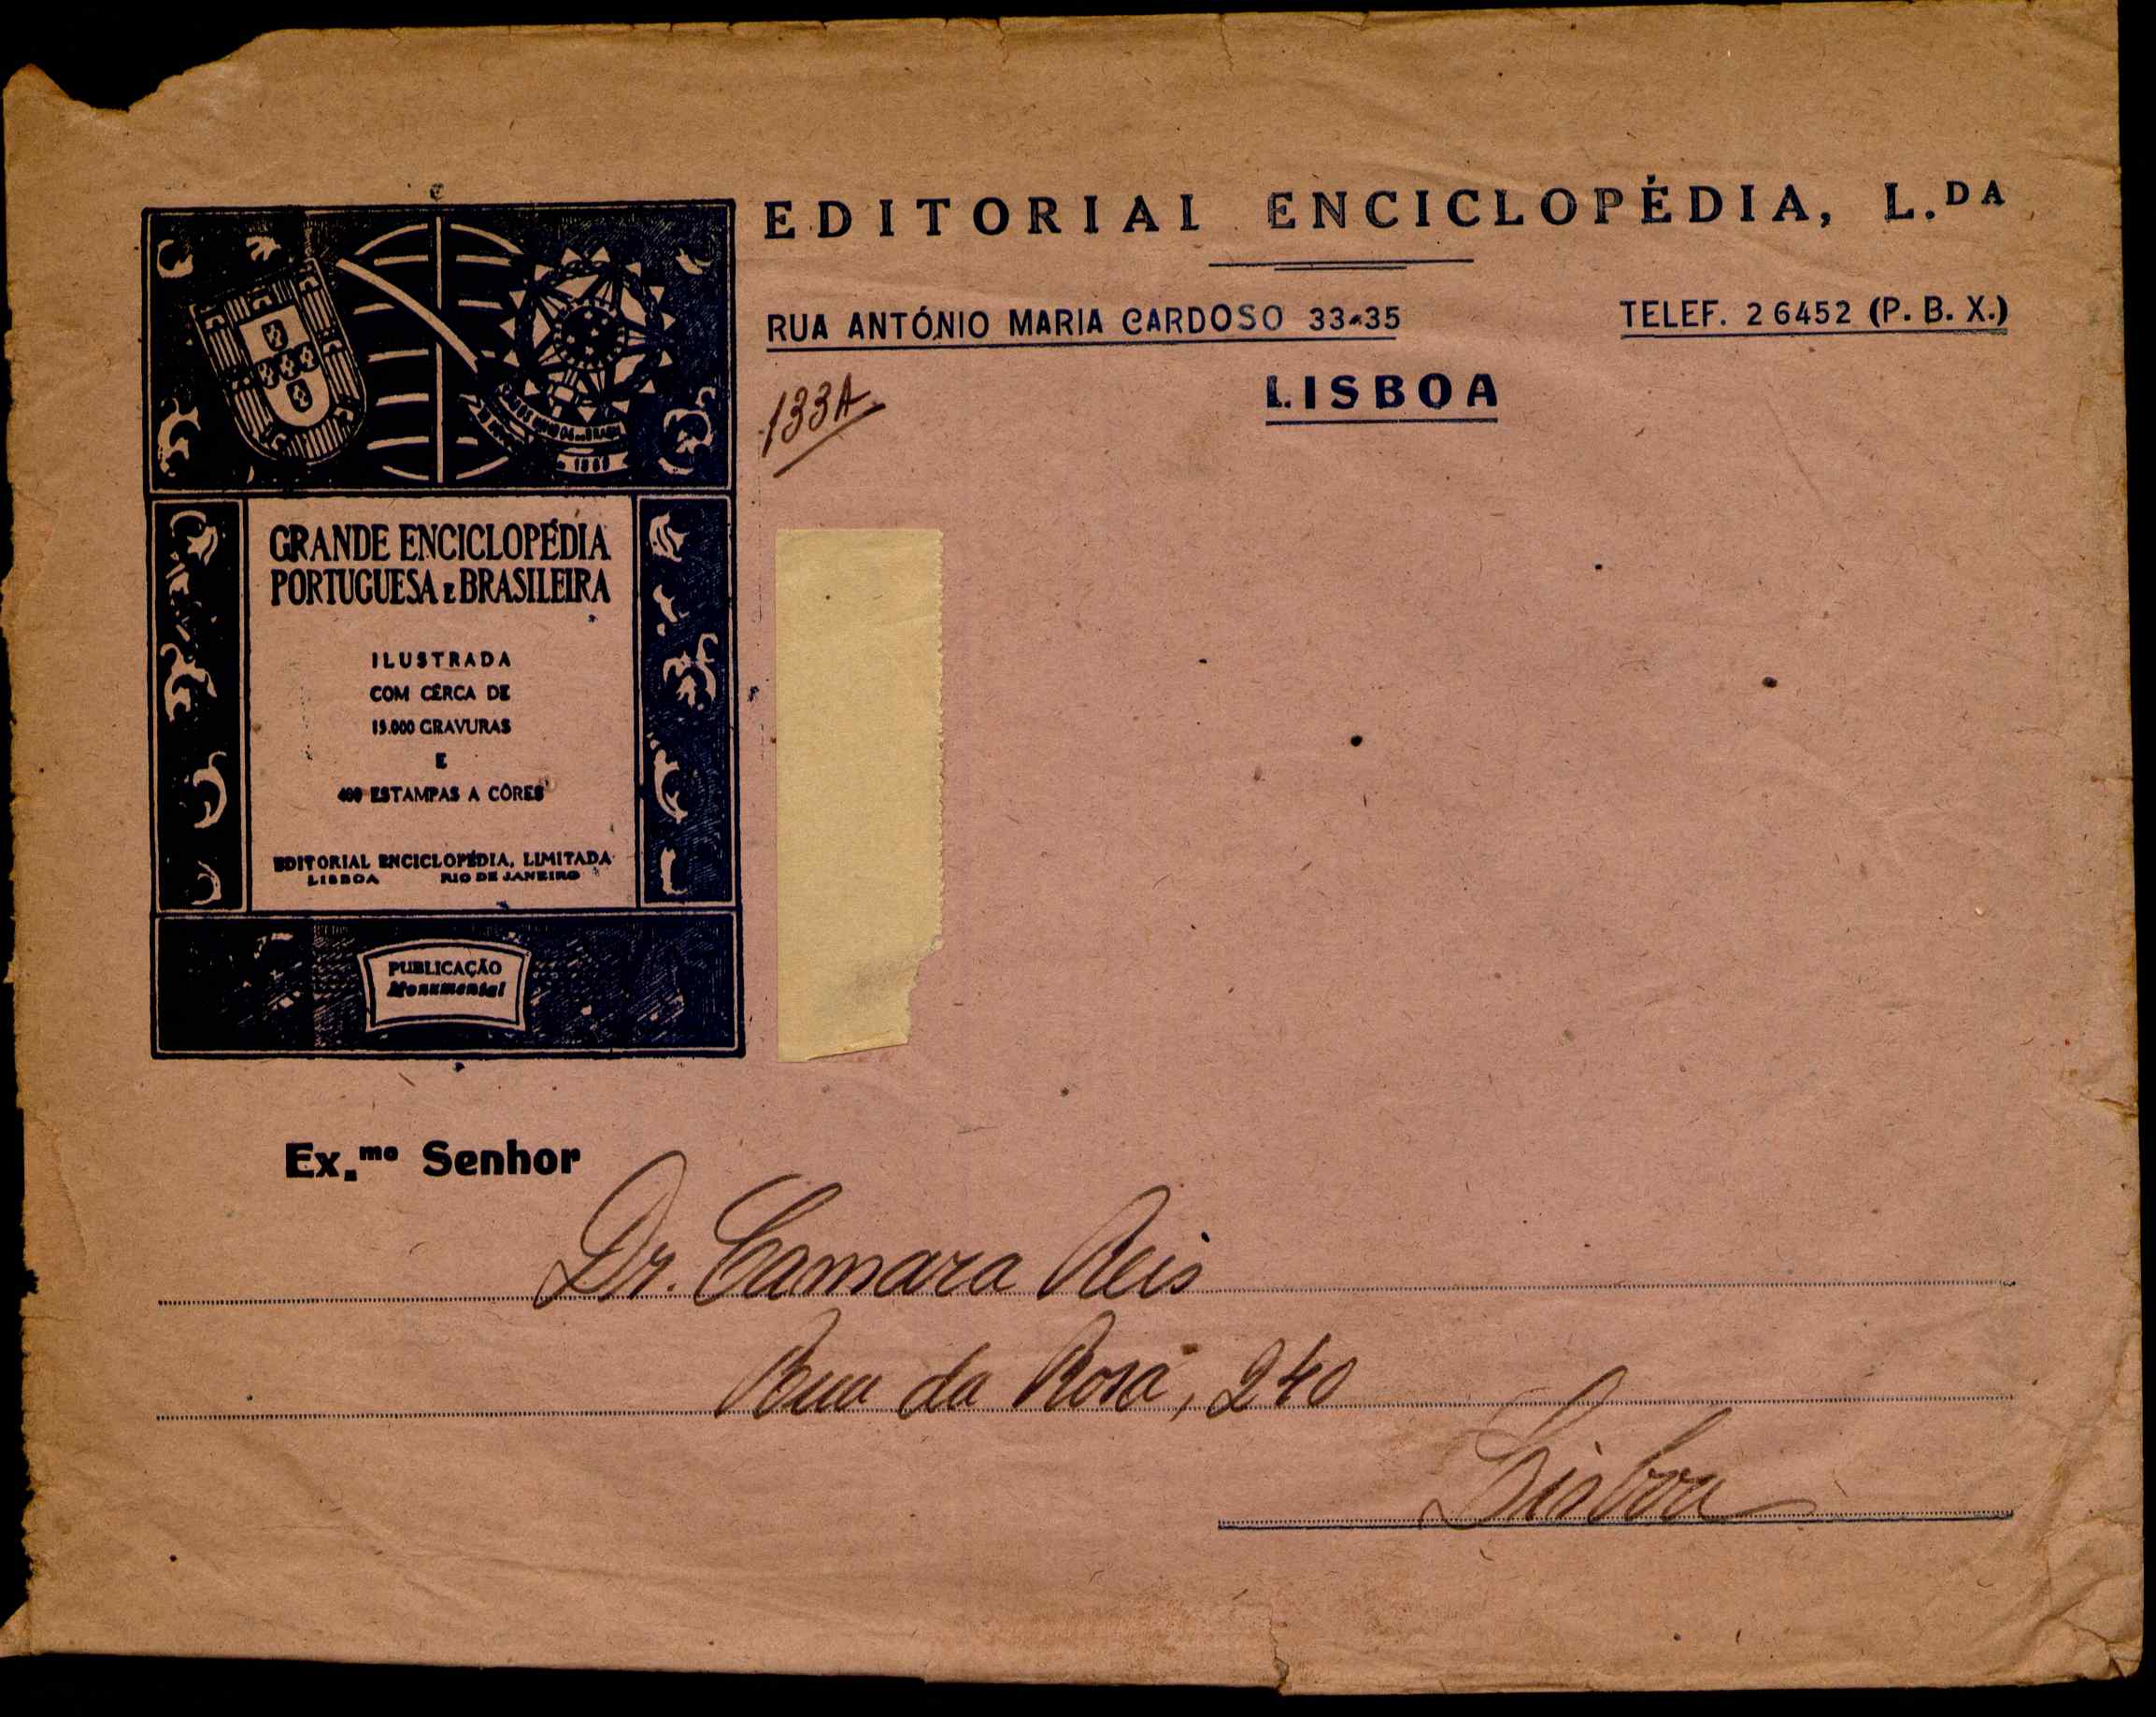 EDITORIAL ENCICLOPÉDIA, L.DA
RUA ANTÓNIO MARIA CARDOSO 33-35
TELEF. 26452 (P. B. X.)
LISBOA
133A
1889
GRANDE ENCICLOPÉDIA
PORTUGUESA E BRASILEIRA
ILUSTRADA
COM CÊRCA DE
15.000 GRAVURAS
E
400 ESTAMPAS A CÔRES
EDITORIAL ENCICLOPÉDIA, LIMITADA
LISBOA RIO DE JANEIRO
PUBLICAÇÃO
Monumental
Ex.mo Senhor
Dr. Camara Reis
Rua da Rosa, 240
Lisboa